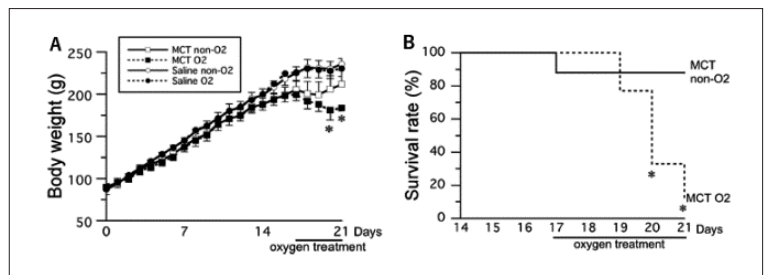 A
MCT non-O2
MCT O2
Saline non-O2
Saline O2
Body weight (g)
250
200
150
100
50
0
7
14
21
Days
oxygen treatment
*
*
B
Survival rate (%)
100
80
60
40
20
0
14
15
16
17
18
19
20
21
Days
oxygen treatment
MCT
non-O2
MCT O2
*
*